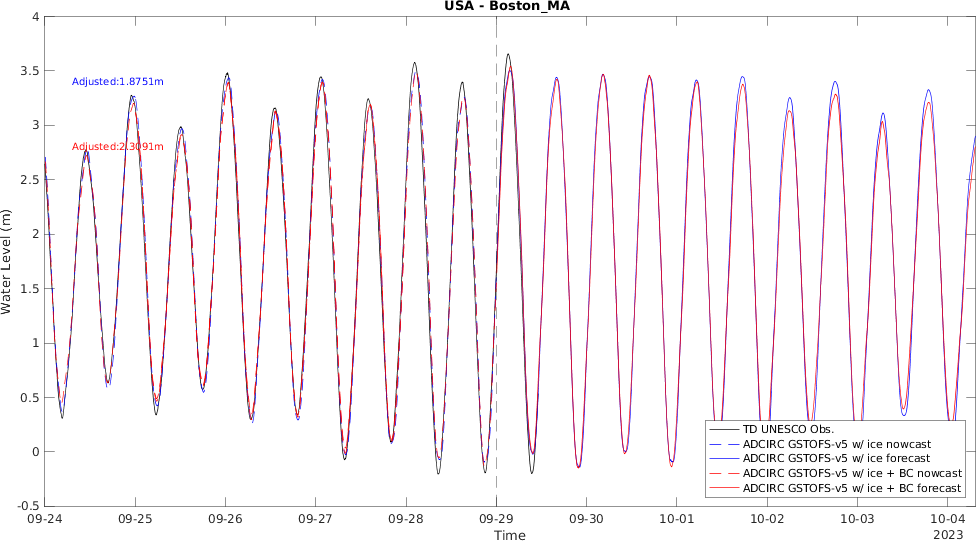 USA - Boston_MA
4
3.5
3
2.5
2
1.5
1
0.5
0
-0.5
Water Level (m)
Adjusted:1.8751m
Adjusted:2.3091m
TD UNESCO Obs.
ADCIRC GSTOFS-v5 w/ ice nowcast
ADCIRC GSTOFS-v5 w/ ice forecast
ADCIRC GSTOFS-v5 w/ ice + BC nowcast
ADCIRC GSTOFS-v5 w/ ice + BC forecast
09-24 09-25 09-26 09-27 09-28 09-29 09-30 10-01 10-02 10-03 10-04
Time
2023